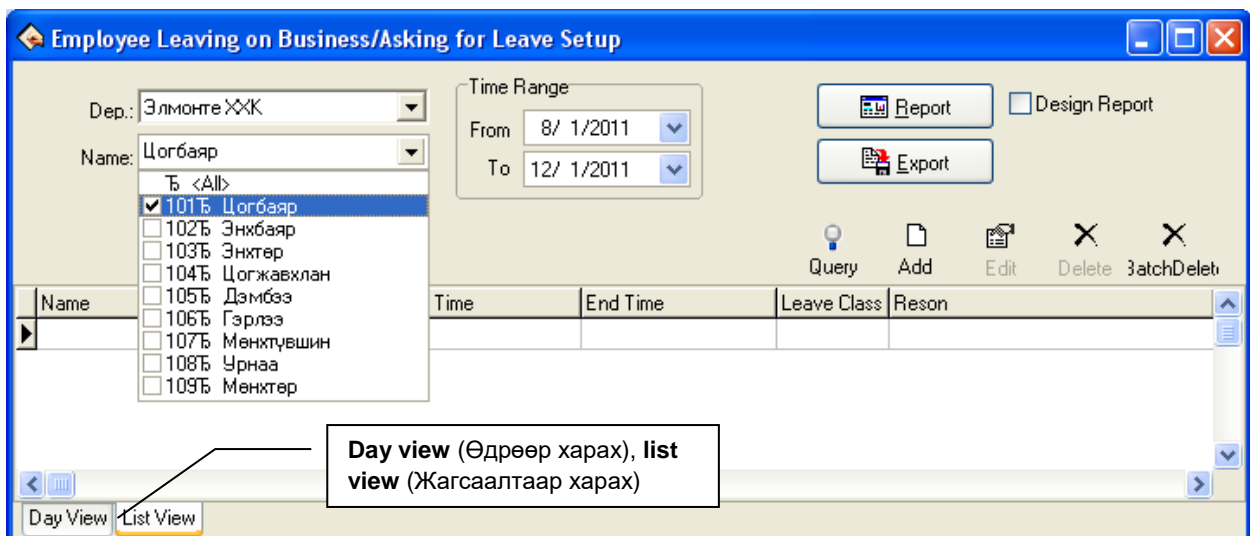 Employee Leaving on Business/Asking for Leave Setup
Dep.: Элмонте ХХК
Time Range
From 8/ 1/2011
To 12/ 1/2011
Report
Design Report
Name: Цогбаяр
Export
Ђ <All>
101Ђ Цогбаяр
102Ђ Энхбаяр
103Ђ Энхтөр
104Ђ Цогжавхлан
105Ђ Дэмбээ
106Ђ Гэрлээ
107Ђ Мөнхтүвшин
108Ђ Урнаа
109Ђ Мөнхтөр
Query Add Edit Delete BatchDelet
Name Time End Time Leave Class Reson
Day view (Өдрөөр харах), list
view (Жагсаалтаар харах)
Day View List View